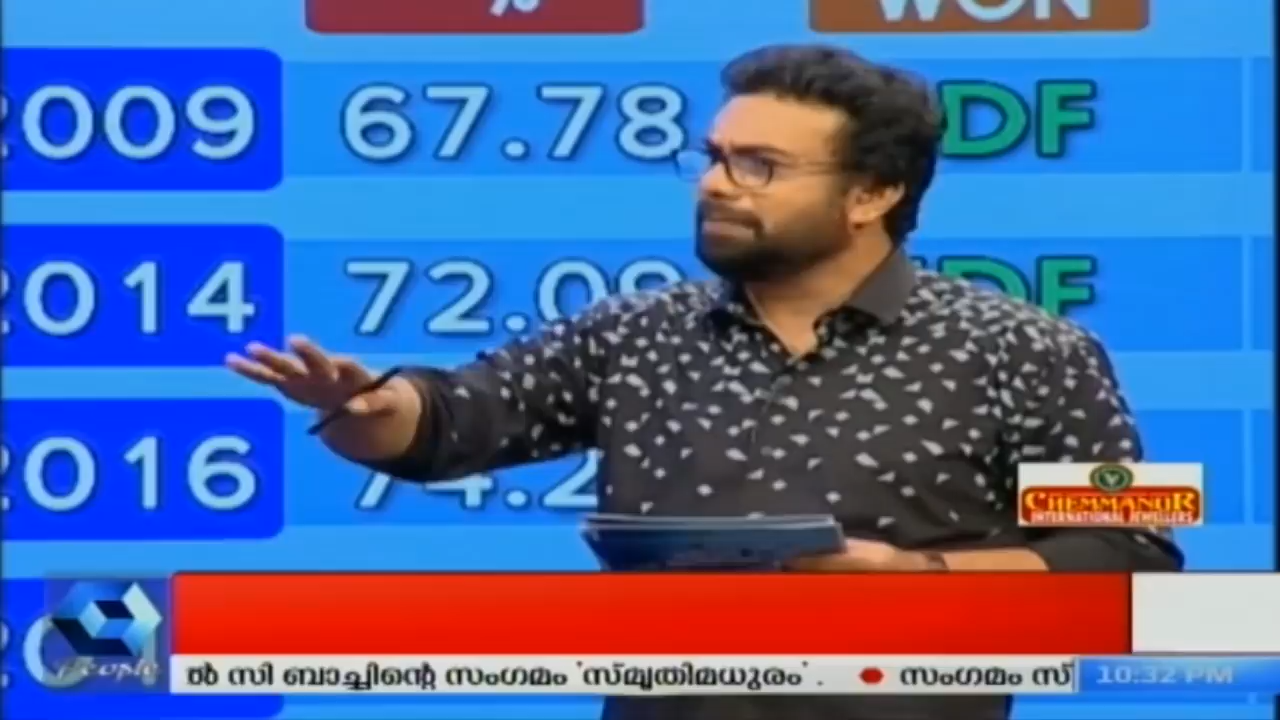 %
WON
2009 67.78 DF
2014 72.0 DF
2016 74.2
CHEMMANUR
INTERNATIONAL JEWELLERS
People
ൽ സി ബാച്ചിന്റെ സംഗമം 'സ്മൃതിമധുരം' . ● സംഗമം സ്
10:32 PM